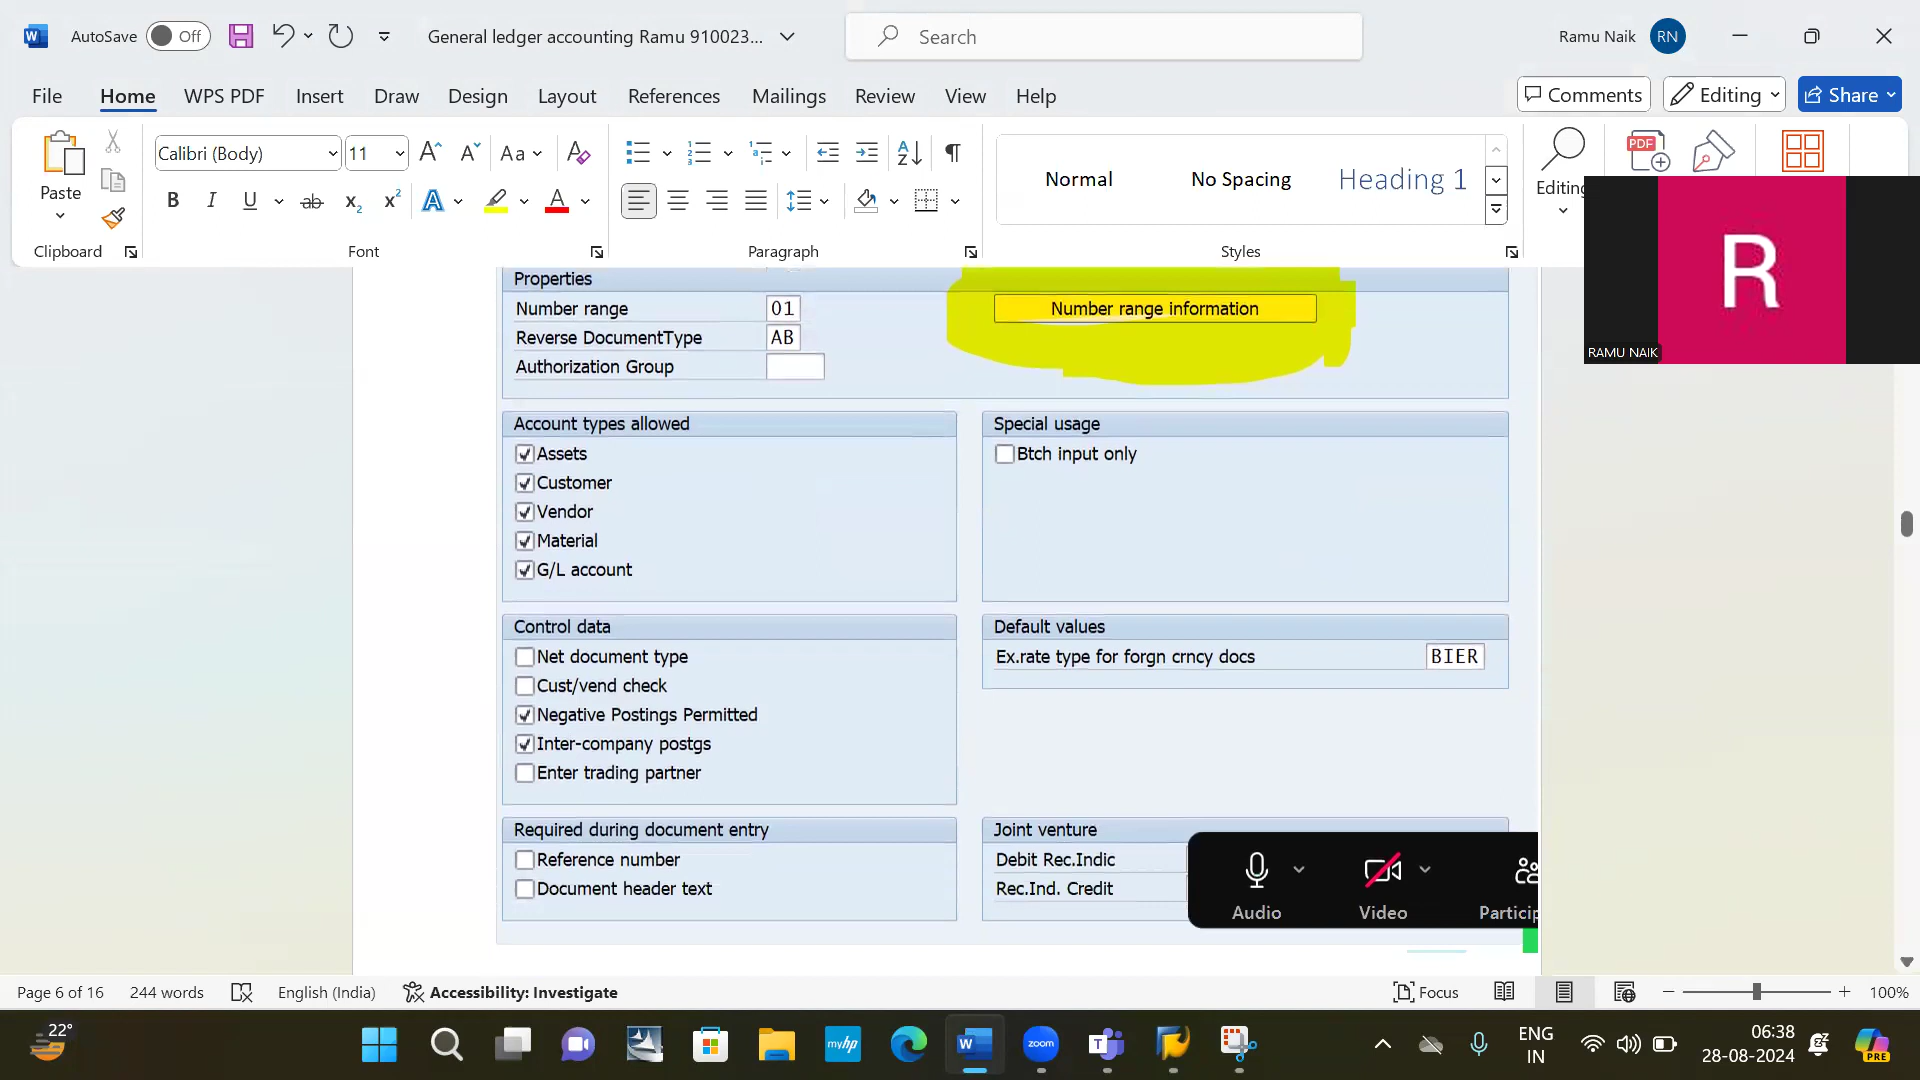 AutoSave Off General ledger accounting Ramu 910023... Search Ramu Naik RN
File Home WPS PDF Insert Draw Design Layout References Mailings Review View Help Comments Editing Share
Paste Calibri (Body) 11 Aa Normal No Spacing Heading 1 Editing PDF
B I U ab x2 x2 A A
Clipboard Font Paragraph Styles
R
RAMU NAIK
Properties
Number range 01 Number range information
Reverse DocumentType AB
Authorization Group
Account types allowed Special usage
Assets Btch input only
Customer
Vendor
Material
G/L account
Control data Default values
Net document type Ex.rate type for forgn crncy docs BIER
Cust/vend check
Negative Postings Permitted
Inter-company postgs
Enter trading partner
Required during document entry Joint venture
Reference number Debit Rec.Indic
Document header text Rec.Ind. Credit
Audio Video Particip
Page 6 of 16 244 words English (India) Accessibility: Investigate Focus 100%
22° myhp W zoom T ENG 06:38
IN 28-08-2024 PRE